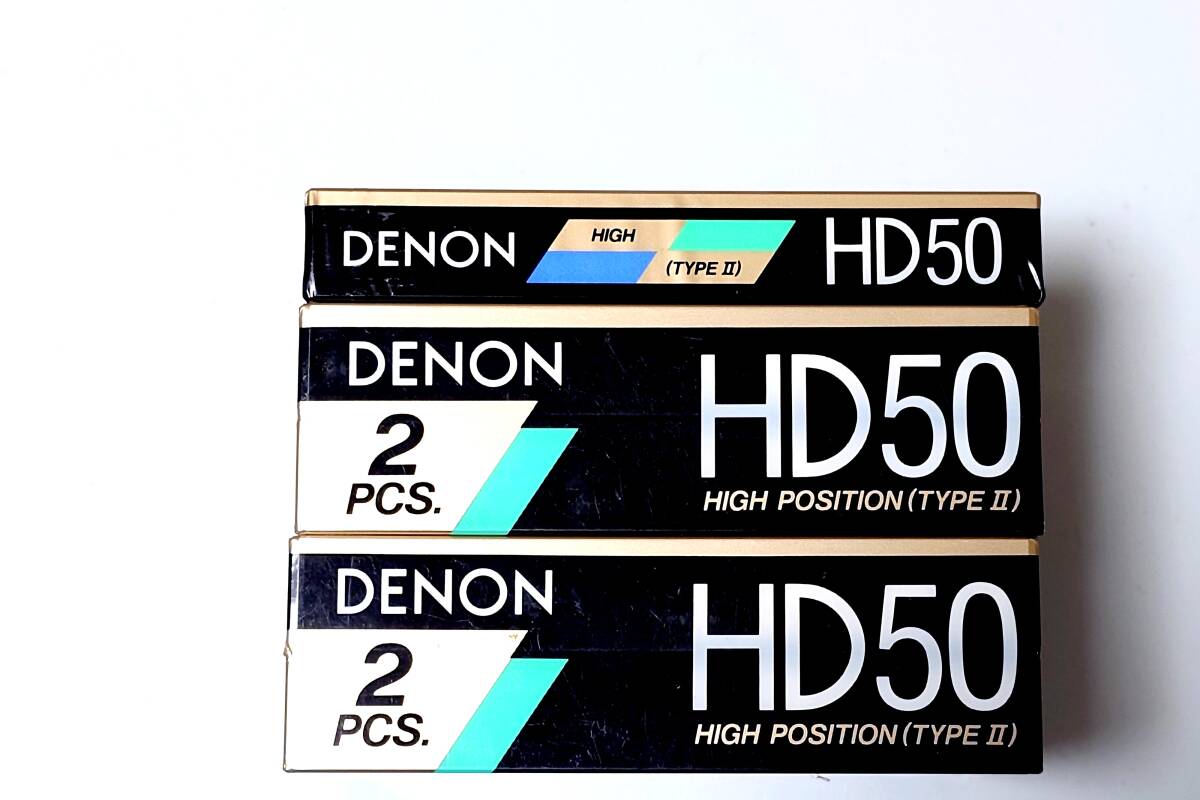 DENON HIGH (TYPE II) HD50
DENON
2
PCS.
HD50
HIGH POSITION (TYPE II)
DENON
2
PCS.
HD50
HIGH POSITION (TYPE II)